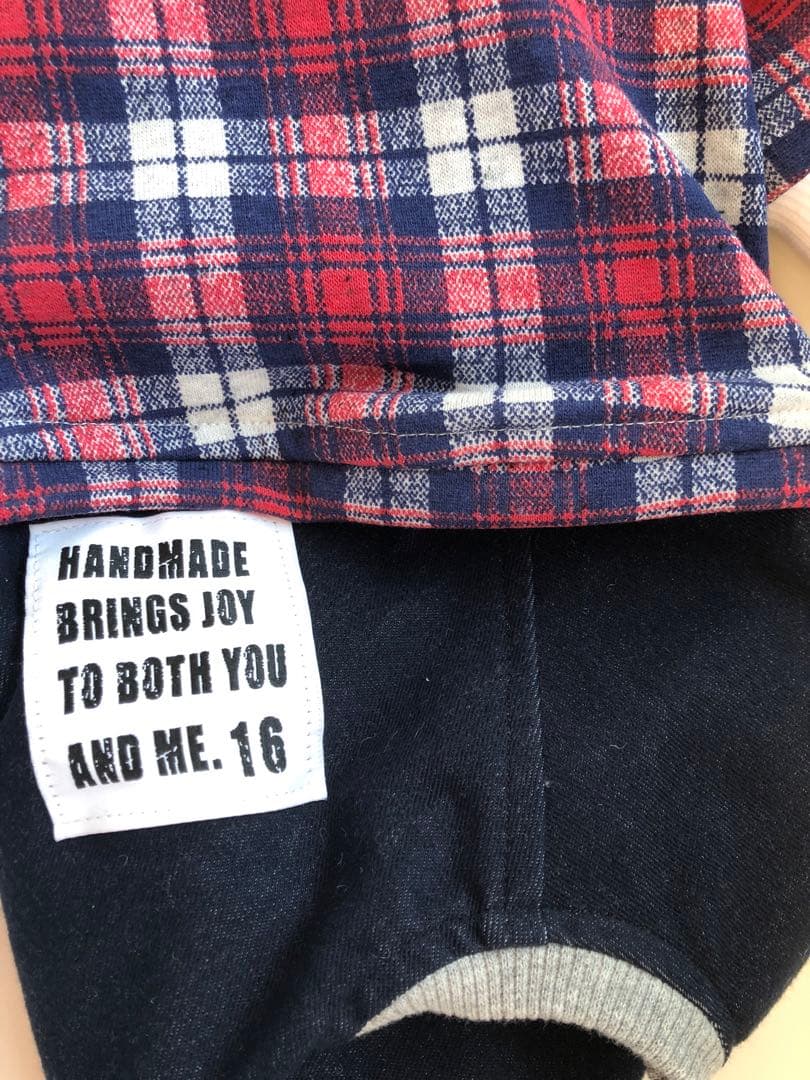 HANDMADE
BRINGS JOY
TO BOTH YOU
AND ME. 16